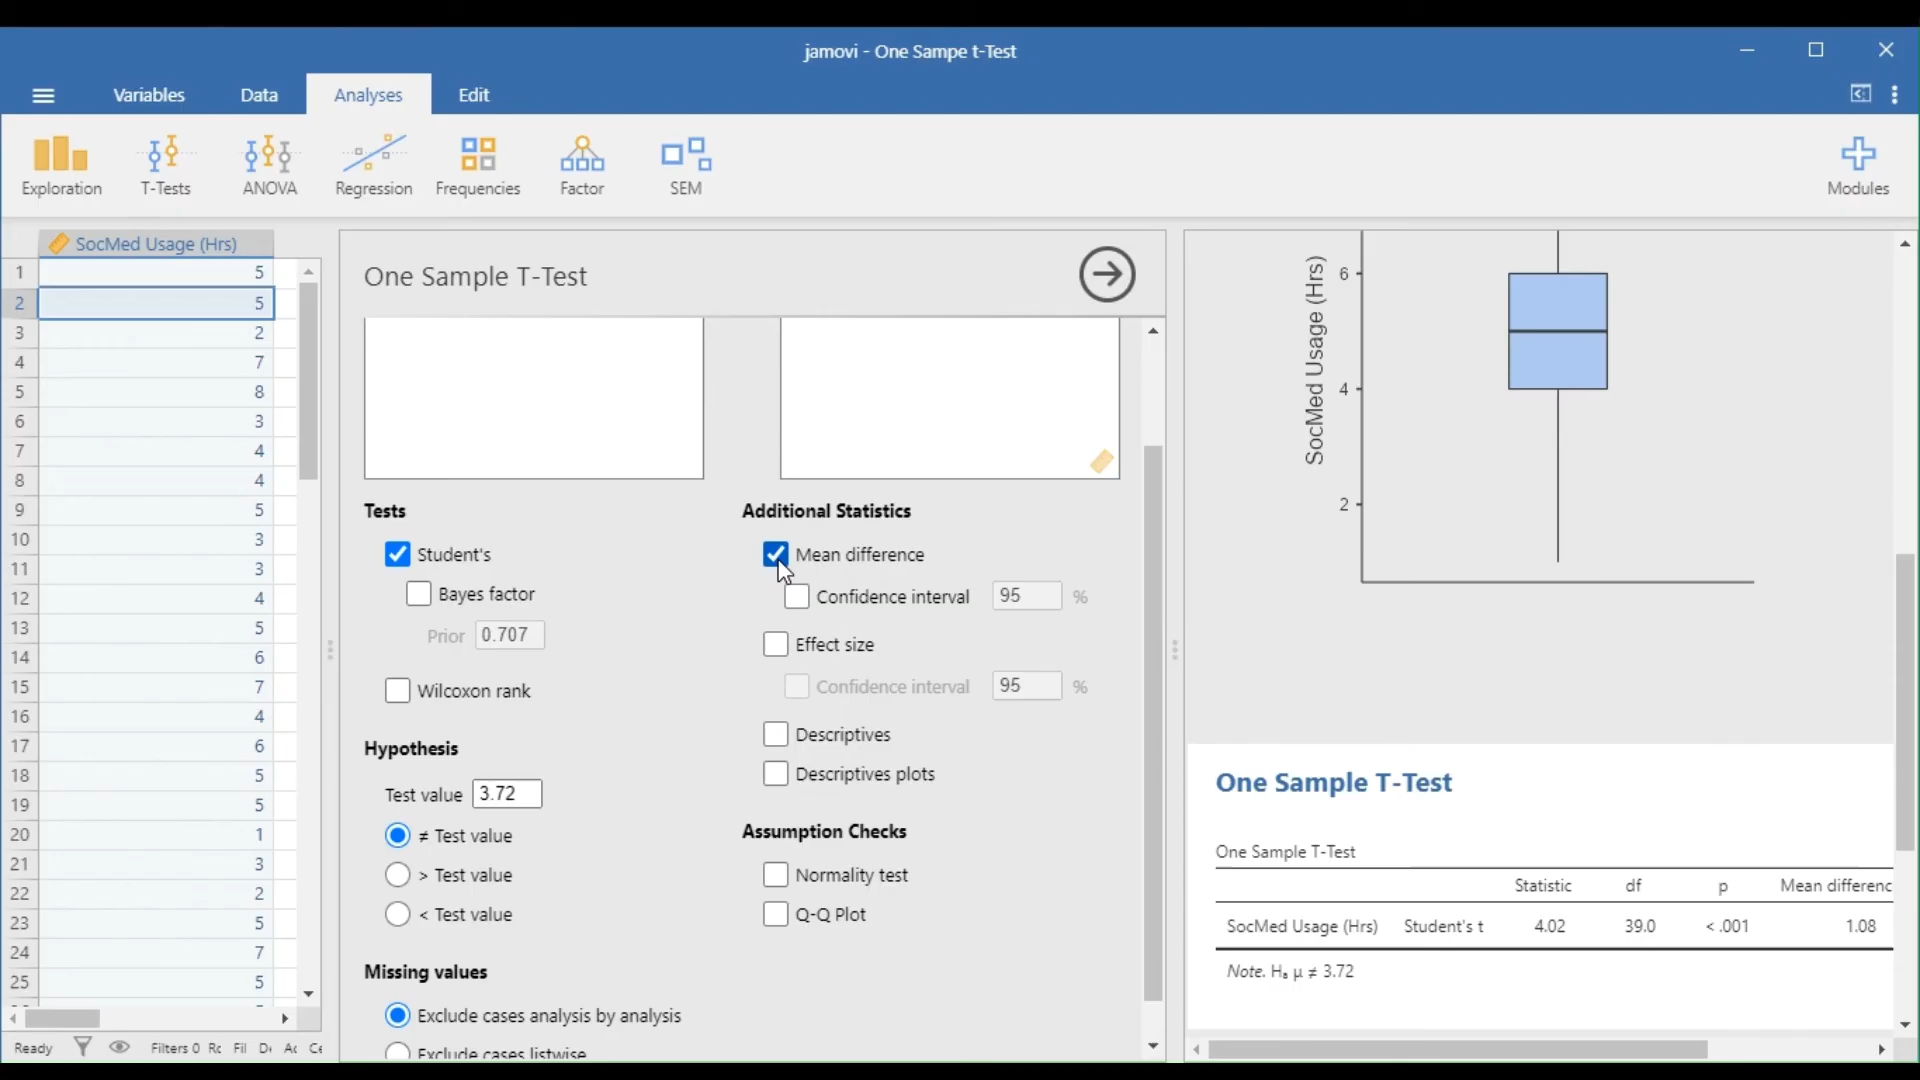 jamovi - One Sampe t-Test
Variables Data Analyses Edit
Exploration T-Tests ANOVA Regression Frequencies Factor SEM Modules
SocMed Usage (Hrs)
1 5
2 5
3 2
4 7
5 8
6 3
7 4
8 4
9 5
10 3
11 3
12 4
13 5
14 6
15 7
16 4
17 6
18 5
19 5
20 1
21 3
22 2
23 5
24 7
25 5
Ready Filters 0 Rc Fil
One Sample T-Test
Tests
Student's
Bayes factor
Prior 0.707
Wilcoxon rank
Hypothesis
Test value 3.72
≠ Test value
> Test value
< Test value
Missing values
Exclude cases analysis by analysis
Exclude cases listwise
Additional Statistics
Mean difference
Confidence interval 95 %
Effect size
Confidence interval 95 %
Descriptives
Descriptives plots
Assumption Checks
Normality test
Q-Q Plot
SocMed Usage (Hrs)
6
4
2
One Sample T-Test
One Sample T-Test
Statistic df p Mean differenc
SocMed Usage (Hrs) Student's t 4.02 39.0 < .001 1.08
Note. Hₐ μ ≠ 3.72